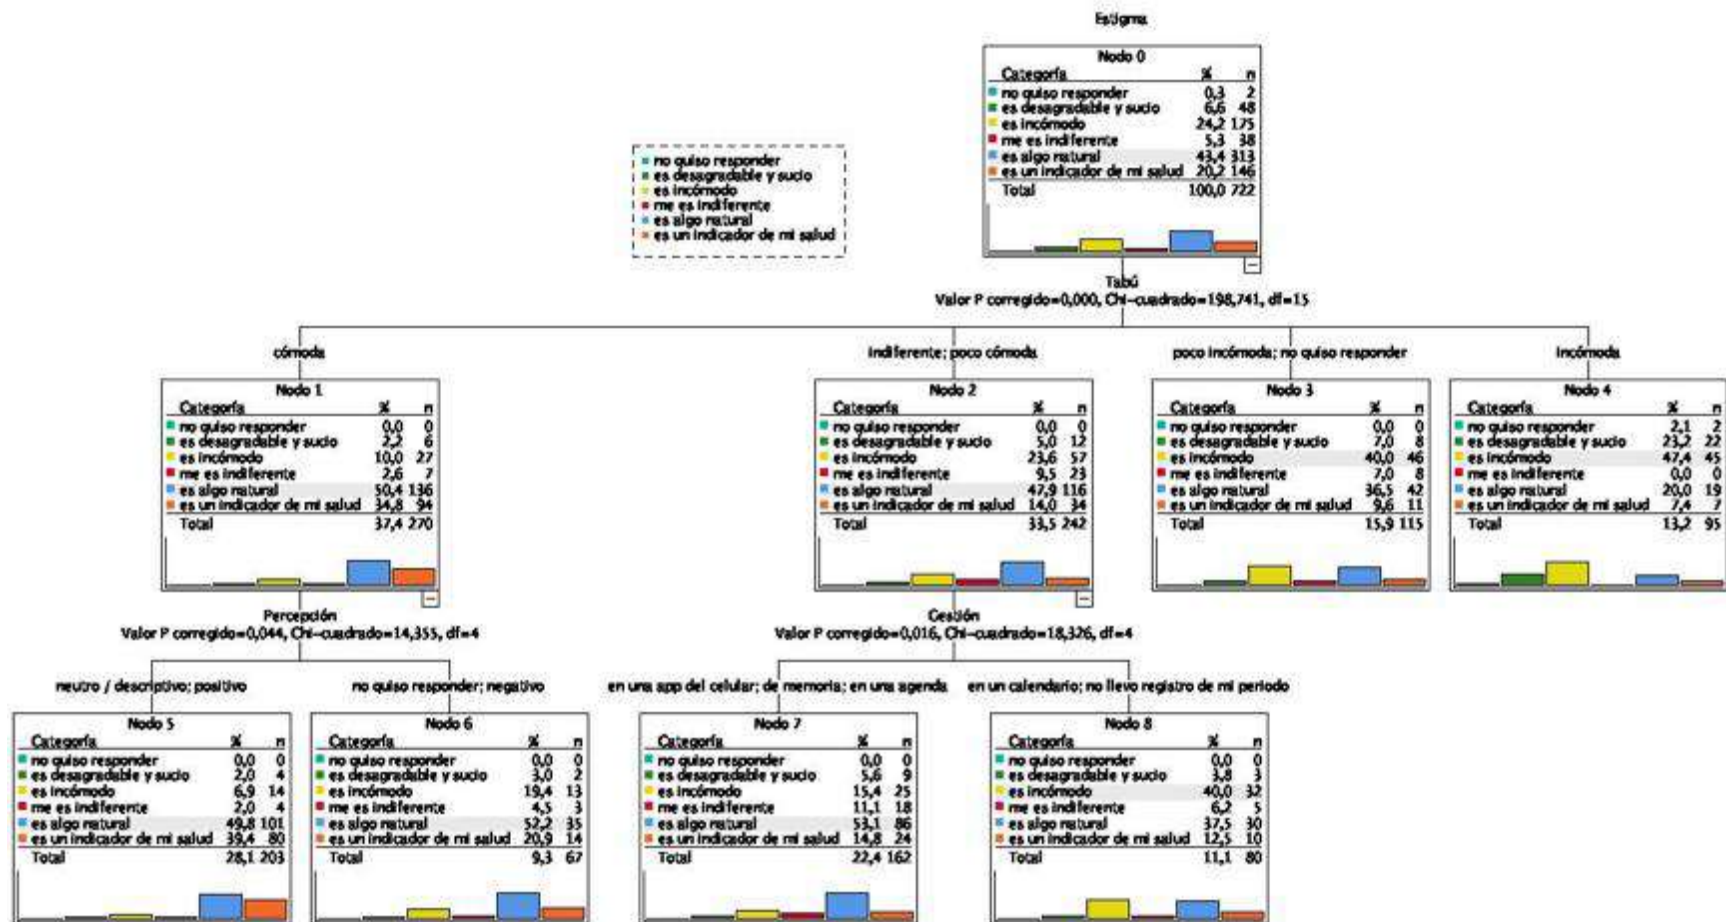 Estigma
Nodo 0
Categoría % n
no quiso responder 0,3 2
es desagradable y sucio 6,6 48
es incómodo 24,2 175
me es indiferente 5,3 38
es algo natural 43,4 313
es un indicador de mi salud 20,2 146
Total 100,0 722
no quiso responder
es desagradable y sucio
es incómodo
me es indiferente
es algo natural
es un indicador de mi salud
Tabú
Valor P corregido=0,000, Chi-cuadrado=198,741, df=15
cómoda
indiferente; poco cómoda
poco incómoda; no quiso responder
incómoda
Nodo 1
Categoría % n
no quiso responder 0,0 0
es desagradable y sucio 2,2 6
es incómodo 10,0 27
me es indiferente 2,6 7
es algo natural 50,4 136
es un indicador de mi salud 34,8 94
Total 37,4 270
Nodo 2
Categoría % n
no quiso responder 0,0 0
es desagradable y sucio 5,0 12
es incómodo 23,6 57
me es indiferente 9,5 23
es algo natural 47,9 116
es un indicador de mi salud 14,0 34
Total 33,5 242
Nodo 3
Categoría % n
no quiso responder 0,0 0
es desagradable y sucio 7,0 8
es incómodo 40,0 46
me es indiferente 7,0 8
es algo natural 36,5 42
es un indicador de mi salud 9,6 11
Total 15,9 115
Nodo 4
Categoría % n
no quiso responder 2,1 2
es desagradable y sucio 23,2 22
es incómodo 47,4 45
me es indiferente 0,0 0
es algo natural 20,0 19
es un indicador de mi salud 7,4 7
Total 13,2 95
Percepción
Valor P corregido=0,044, Chi-cuadrado=14,355, df=4
Gestión
Valor P corregido=0,016, Chi-cuadrado=18,326, df=4
neutro / descriptivo; positivo
no quiso responder; negativo
en una app del celular; de memoria; en una agenda
en un calendario; no llevo registro de mi periodo
Nodo 5
Categoría % n
no quiso responder 0,0 0
es desagradable y sucio 2,0 4
es incómodo 6,9 14
me es indiferente 2,0 4
es algo natural 49,8 101
es un indicador de mi salud 39,4 80
Total 28,1 203
Nodo 6
Categoría % n
no quiso responder 0,0 0
es desagradable y sucio 3,0 2
es incómodo 19,4 13
me es indiferente 4,5 3
es algo natural 52,2 35
es un indicador de mi salud 20,9 14
Total 9,3 67
Nodo 7
Categoría % n
no quiso responder 0,0 0
es desagradable y sucio 5,6 9
es incómodo 15,4 25
me es indiferente 11,1 18
es algo natural 53,1 86
es un indicador de mi salud 14,8 24
Total 22,4 162
Nodo 8
Categoría % n
no quiso responder 0,0 0
es desagradable y sucio 3,8 3
es incómodo 40,0 32
me es indiferente 6,2 5
es algo natural 37,5 30
es un indicador de mi salud 12,5 10
Total 11,1 80